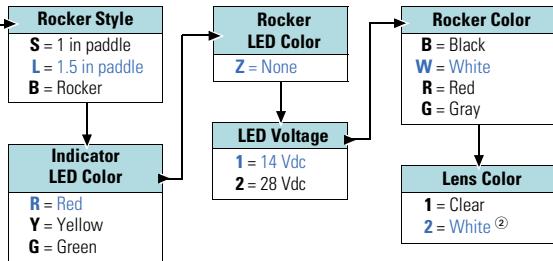 Rocker Style
S = 1 in paddle
L = 1.5 in paddle
B = Rocker
Indicator
LED Color
R = Red
Y = Yellow
G = Green
Rocker
LED Color
Z = None
LED Voltage
1 = 14 Vdc
2 = 28 Vdc
Rocker Color
B = Black
W = White
R = Red
G = Gray
Lens Color
1 = Clear
2 = White ②